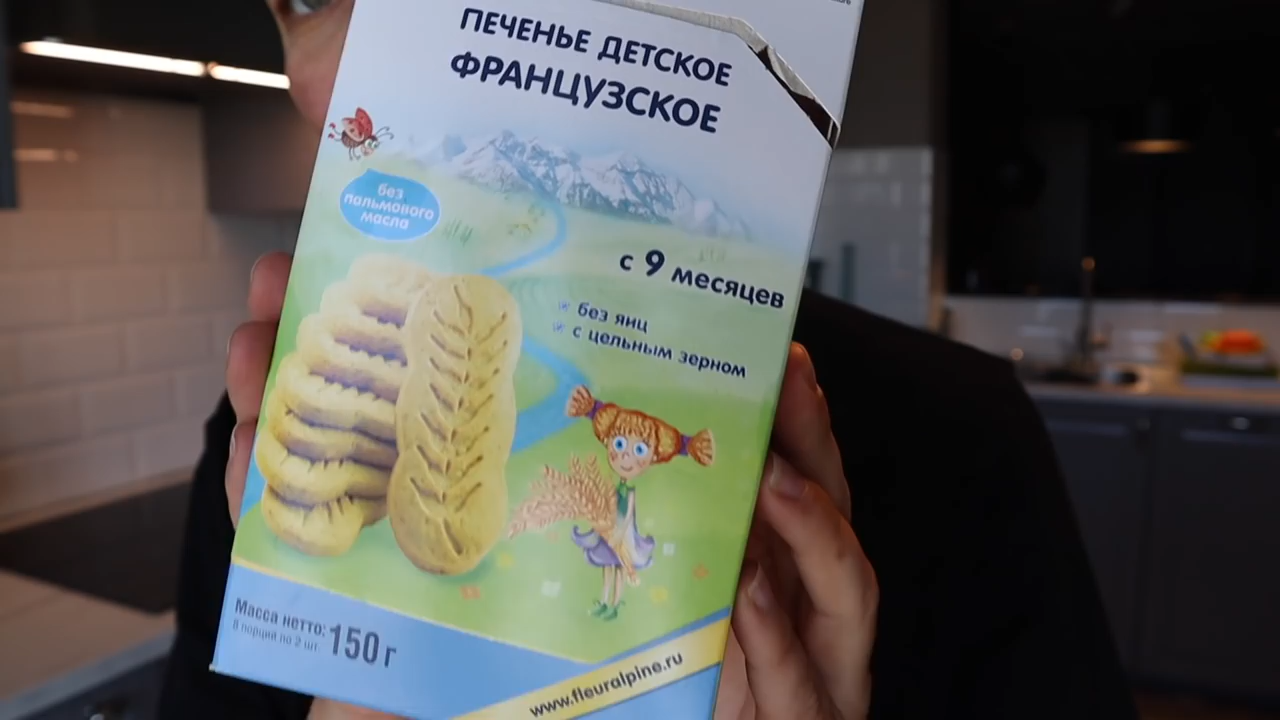 ПЕЧЕНЬЕ ДЕТСКОЕ
ФРАНЦУЗСКОЕ
без
пальмового
масла
с 9 месяцев
без яиц
с цельным зерном
Масса нетто: 150 г
8 порций по 2 шт.
www.fleuralpine.ru